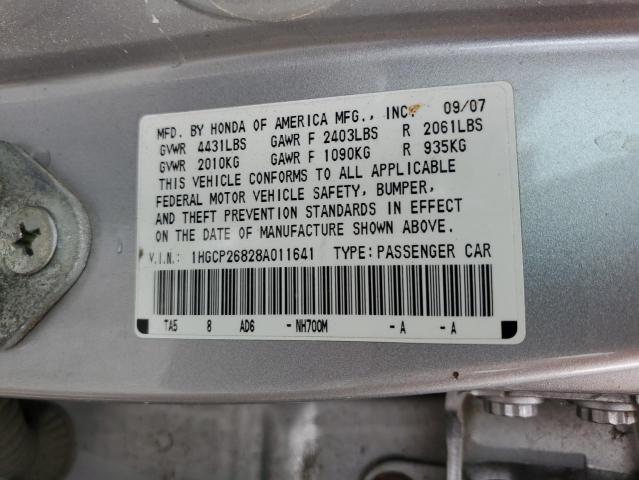 MFD. BY HONDA OF AMERICA MFG., INC. 09/07
GVWR 4431LBS GAWR F 2403LBS R 2061LBS
GVWR 2010KG GAWR F 1090KG R 935KG
THIS VEHICLE CONFORMS TO ALL APPLICABLE
FEDERAL MOTOR VEHICLE SAFETY, BUMPER,
AND THEFT PREVENTION STANDARDS IN EFFECT
ON THE DATE OF MANUFACTURE SHOWN ABOVE.
V.I.N.: 1HGCP26828A011641 TYPE: PASSENGER CAR
TA5 8 AD6 -NH700M -A -A